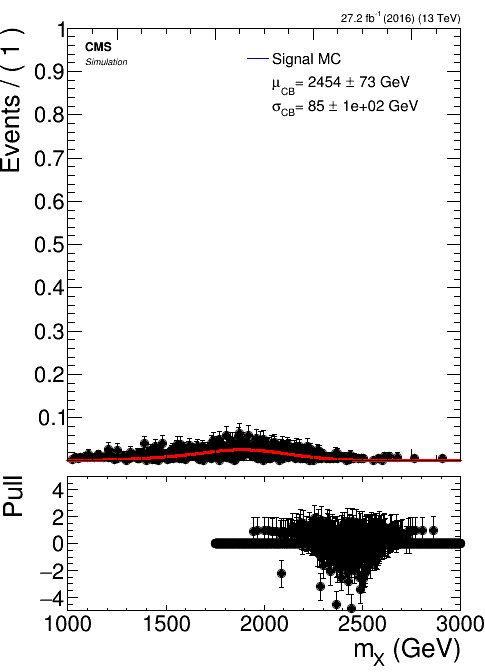 27.2 fb⁻¹ (2016) (13 TeV)
CMS
Simulation
Signal MC
μ_CB = 2454 ± 73 GeV
σ_CB = 85 ± 1e+02 GeV
Events / ( 1 )
1
0.9
0.8
0.7
0.6
0.5
0.4
0.3
0.2
0.1
Pull
4
2
0
−2
−4
1000 1500 2000 2500 3000
m_X (GeV)